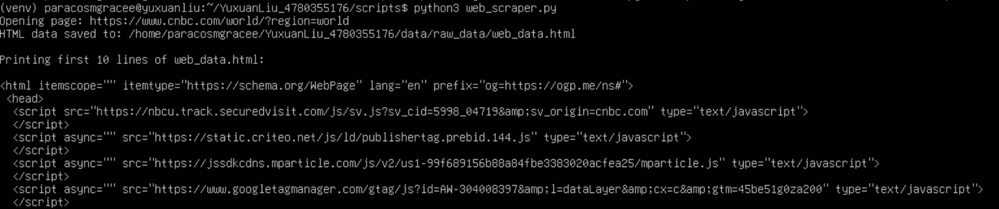 (venv) paracosmgracee@yuxuanliu:~/YuxuanLiu_4780355176/scripts$ python3 web_scraper.py
Opening page: https://www.cnbc.com/world/?region=world
HTML data saved to: /home/paracosmgracee/YuxuanLiu_4780355176/data/raw_data/web_data.html

Printing first 10 lines of web_data.html:

<html itemscope="" itemtype="https://schema.org/WebPage" lang="en" prefix="og=https://ogp.me/ns#">
 <head>
  <script src="https://nbcu.track.securedvisit.com/js/sv.js?sv_cid=5998_04719&amp;sv_origin=cnbc.com" type="text/javascript">
  </script>
  <script async="" src="https://static.criteo.net/js/ld/publishertag.prebid.144.js" type="text/javascript">
  </script>
  <script async="" src="https://jssdkcdns.mparticle.com/js/v2/us1-99f689156b88a84fbe3383020acfea25/mparticle.js" type="text/javascript">
  </script>
  <script async="" src="https://www.googletagmanager.com/gtag/js?id=AW-304008397&amp;l=dataLayer&amp;cx=c&amp;gtm=45be51g0za200" type="text/javascript">
  </script>